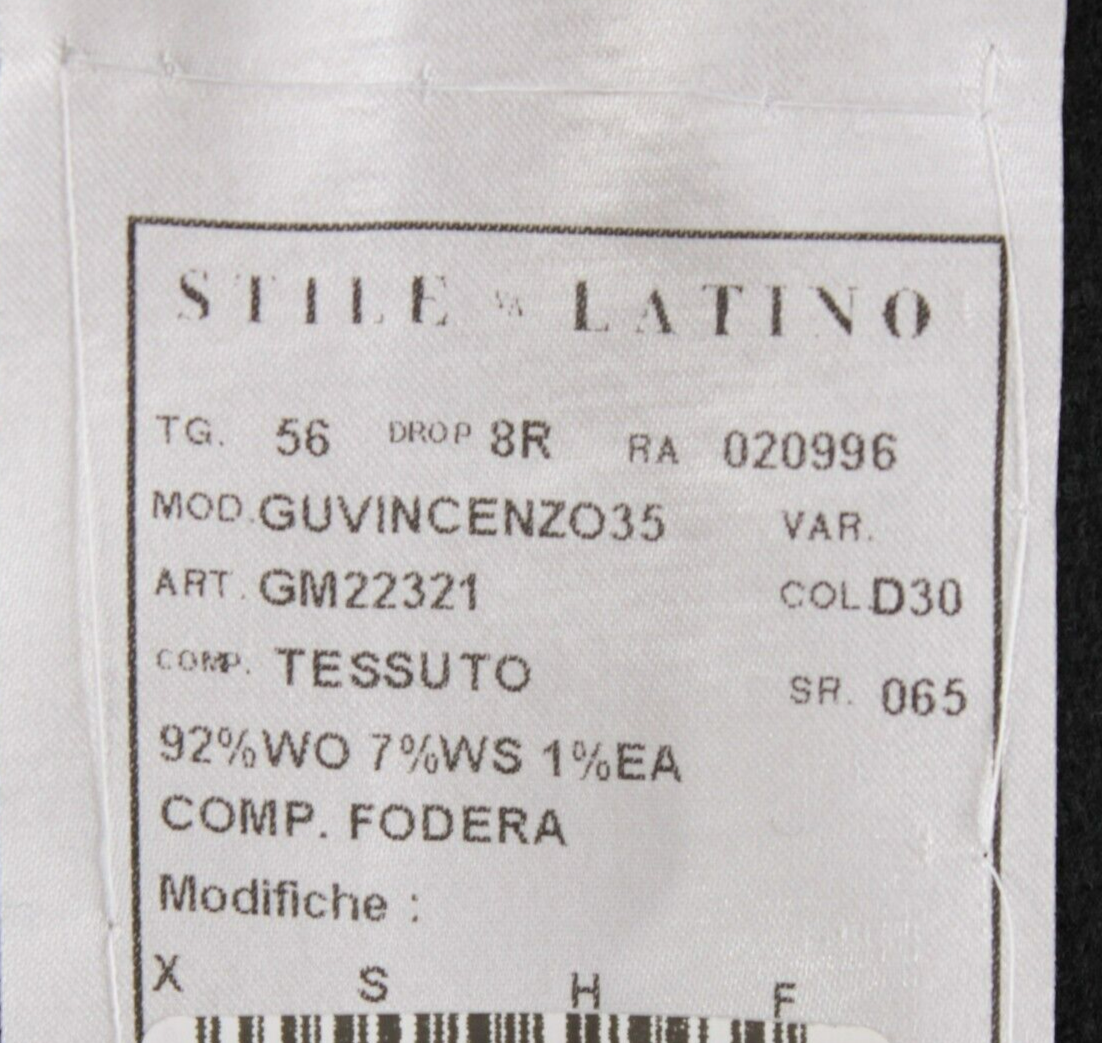 STILE LATINO
TG. 56 DROP 8R RA 020996
MOD. GUVINCENZO35 VAR.
ART. GM22321 COL. D30
COMP. TESSUTO SR. 065
92%WO 7%WS 1%EA
COMP. FODERA
Modifiche :
X S H F